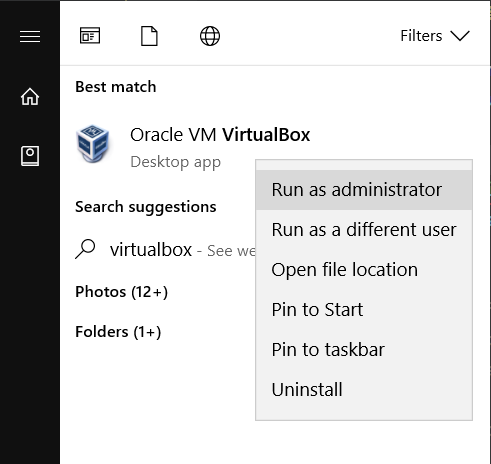 Filters
Best match
Oracle VM VirtualBox
Desktop app
Run as administrator
Search suggestions
Run as a different user
virtualbox - See we
Open file location
Photos (12+)
Pin to Start
Folders (1+)
Pin to taskbar
Uninstall